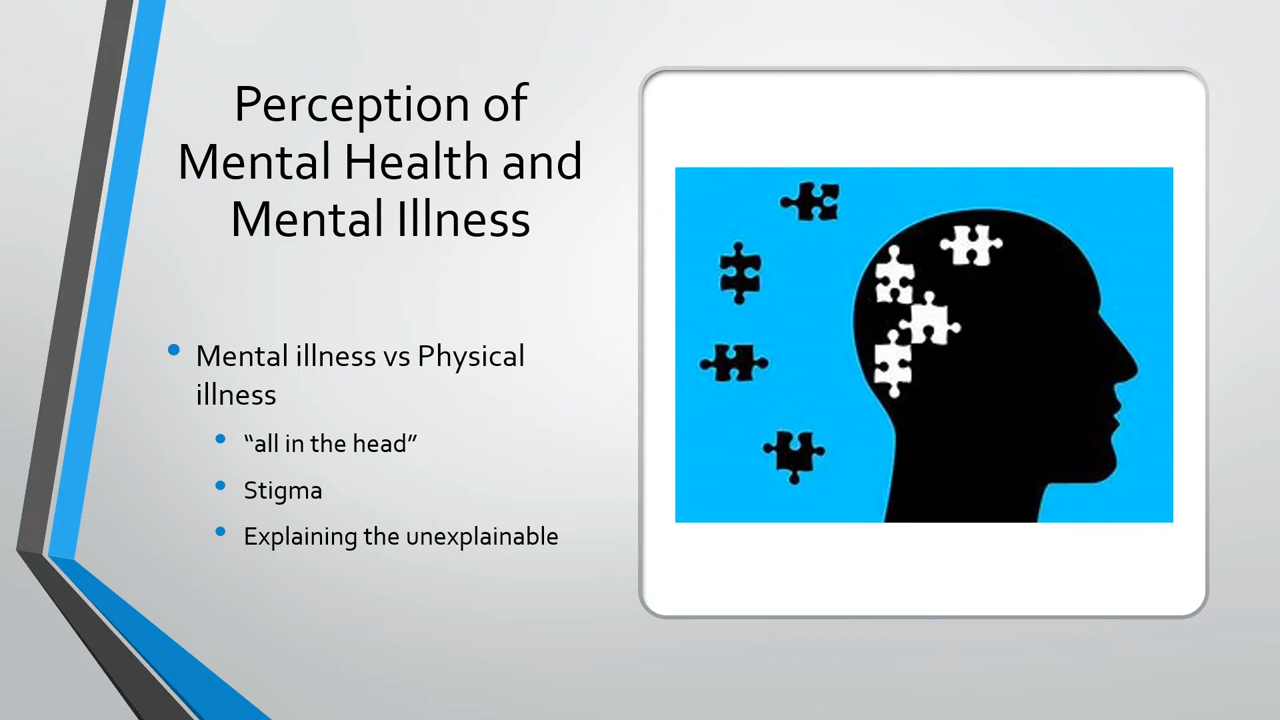 Perception of
Mental Health and
Mental Illness
Mental illness vs Physical
illness
“all in the head”
Stigma
Explaining the unexplainable